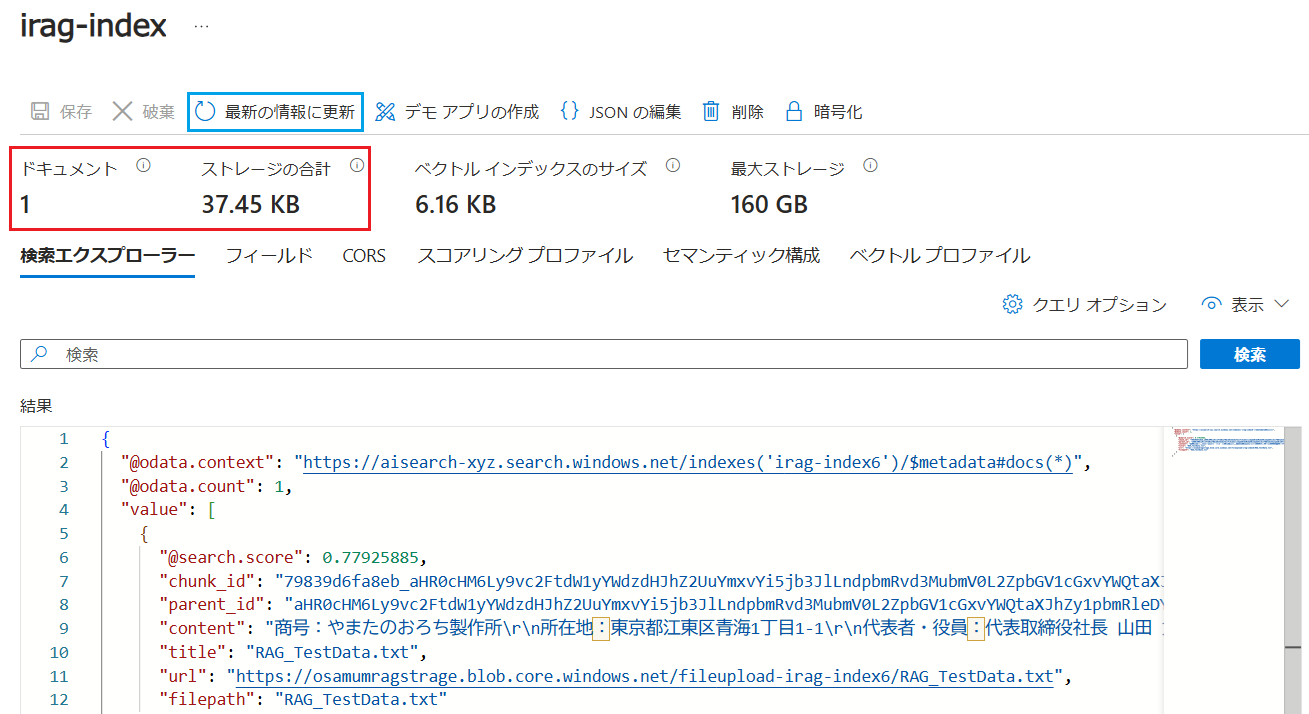 irag-index ...
保存 破棄 最新の情報に更新 デモ アプリの作成 {} JSON の編集 削除 暗号化
ドキュメント ストレージの合計 ベクトル インデックスのサイズ 最大ストレージ
1 37.45 KB 6.16 KB 160 GB
検索エクスプローラー フィールド CORS スコアリング プロファイル セマンティック構成 ベクトル プロファイル
クエリ オプション 表示
検索 検索
結果
1 {
2 "@odata.context": "https://aisearch-xyz.search.windows.net/indexes('irag-index6')/$metadata#docs(*)",
3 "@odata.count": 1,
4 "value": [
5 {
6 "@search.score": 0.77925885,
7 "chunk_id": "79839d6fa8eb_aHR0cHM6Ly9vc2FtdW1yYWdzdHJhZ2UuYmxvYi5jb3JlLndpbmRvd3MubmV0L2ZpbGV1cGxvYWQtaX
8 "parent_id": "aHR0cHM6Ly9vc2FtdW1yYWdzdHJhZ2UuYmxvYi5jb3JlLndpbmRvd3MubmV0L2ZpbGV1cGxvYWQtaXJhZy1pbmRleD
9 "content": "商号：やまたのおろち製作所\r\n所在地：東京都江東区青海1丁目1-1\r\n代表者・役員：代表取締役社長 山田
10 "title": "RAG_TestData.txt",
11 "url": "https://osamumragstrage.blob.core.windows.net/fileupload-irag-index6/RAG_TestData.txt",
12 "filepath": "RAG_TestData.txt"